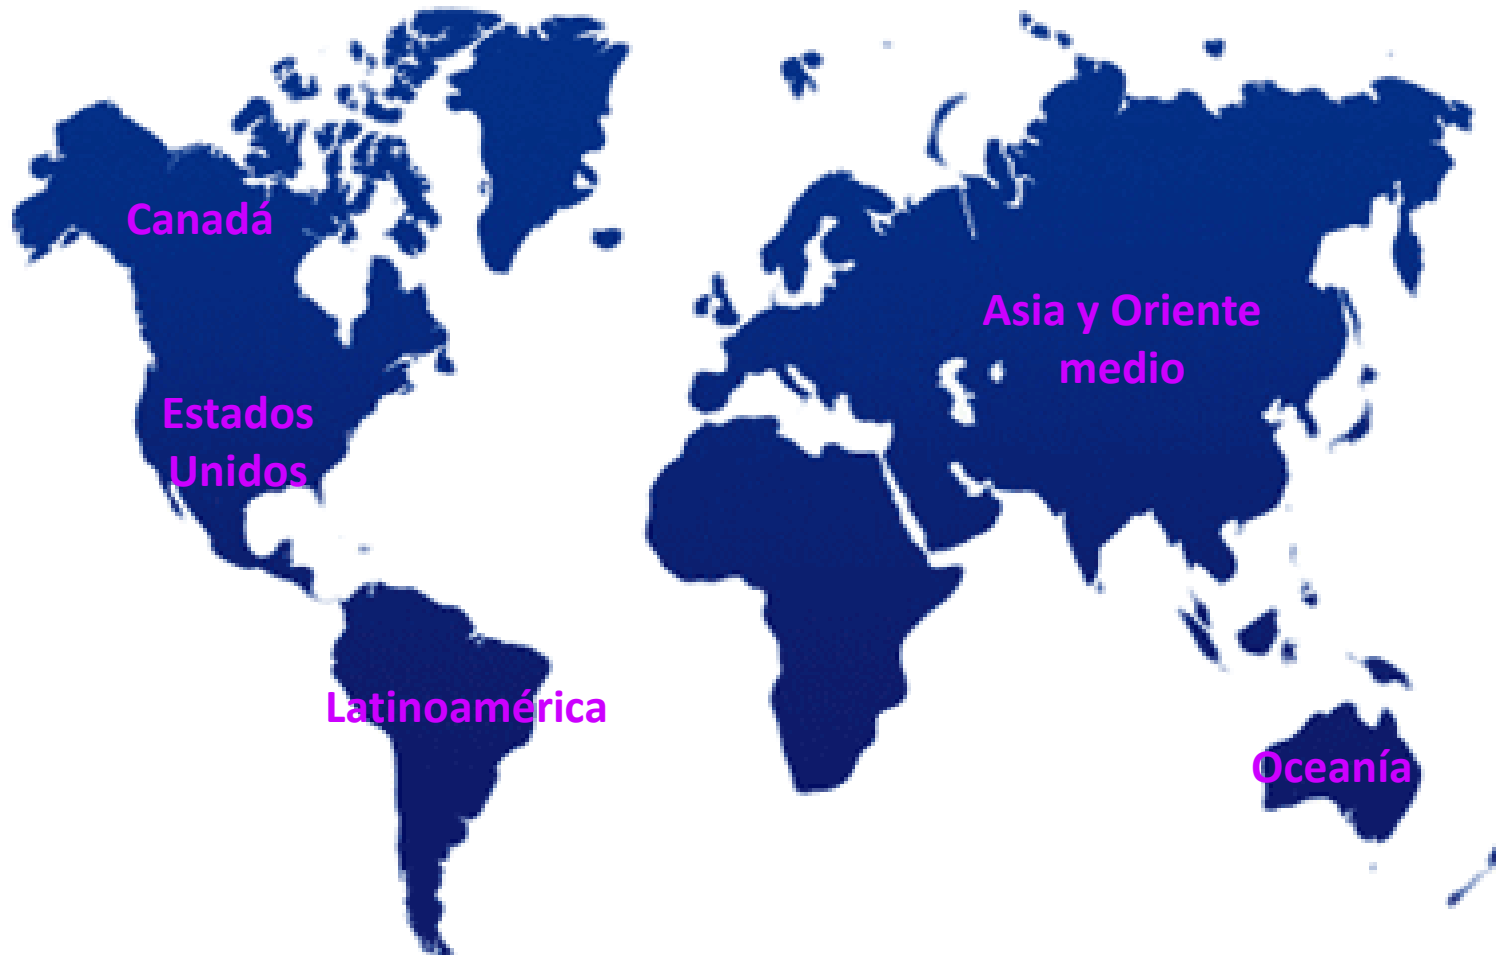 Canadá
Asia y Oriente
medio
Estados
Unidos
Latinoamérica
Oceanía